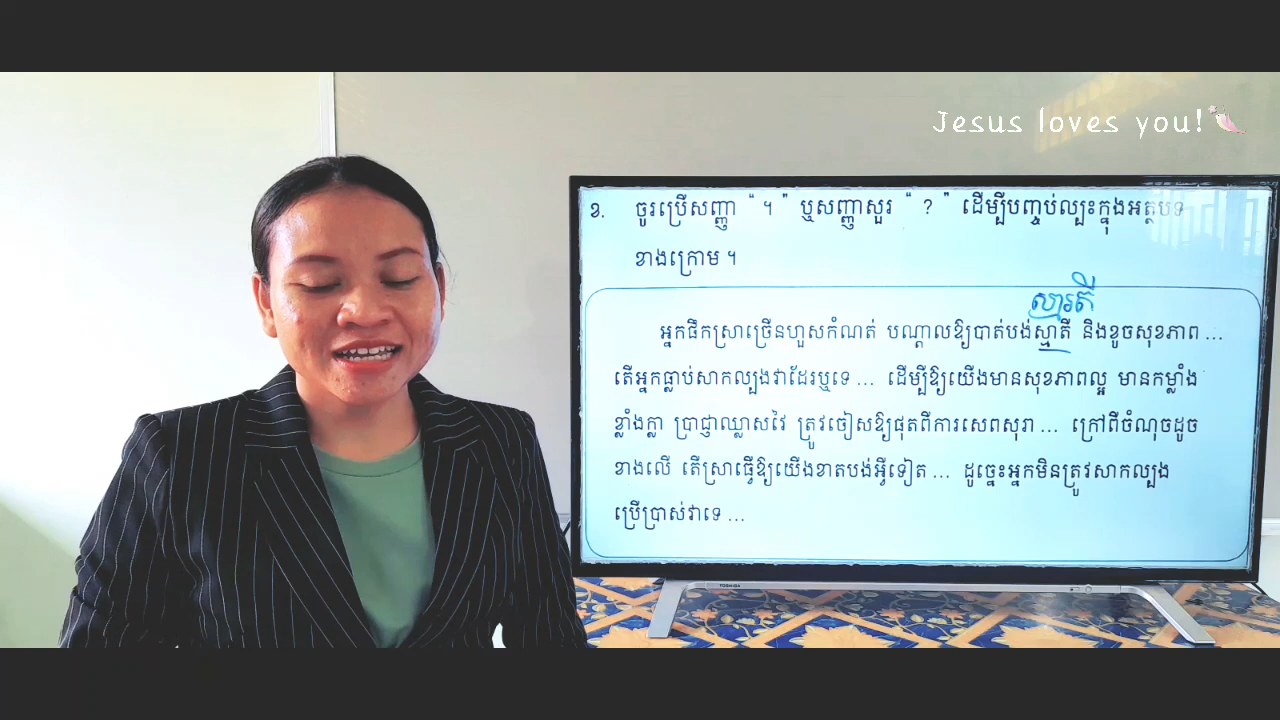 Jesus loves you!
ខ. ចូរប្រើសញ្ញា “ ។ ” ឬសញ្ញាសួរ “ ? ” ដើម្បីបញ្ចប់ល្បះក្នុងអត្ថបទ
ខាងក្រោម ។
ស្មារតី
អ្នកផឹកស្រាច្រើនហួសកំណត់ បណ្ដាលឱ្យបាត់បង់ស្មាតី និងខូចសុខភាព ...
តើអ្នកធ្លាប់សាកល្បងវាដែរឬទេ ... ដើម្បីឱ្យយើងមានសុខភាពល្អ មានកម្លាំង
ខ្លាំងក្លា ប្រាជ្ញាឈ្លាសវៃ ត្រូវចៀសឱ្យផុតពីការសេពសុរា ... ក្រៅពីចំណុចដូច
ខាងលើ តើស្រាធ្វើឱ្យយើងខាតបង់អ្វីទៀត ... ដូច្នេះអ្នកមិនត្រូវសាកល្បង
ប្រើប្រាស់វាទេ ...
TOSHIBA